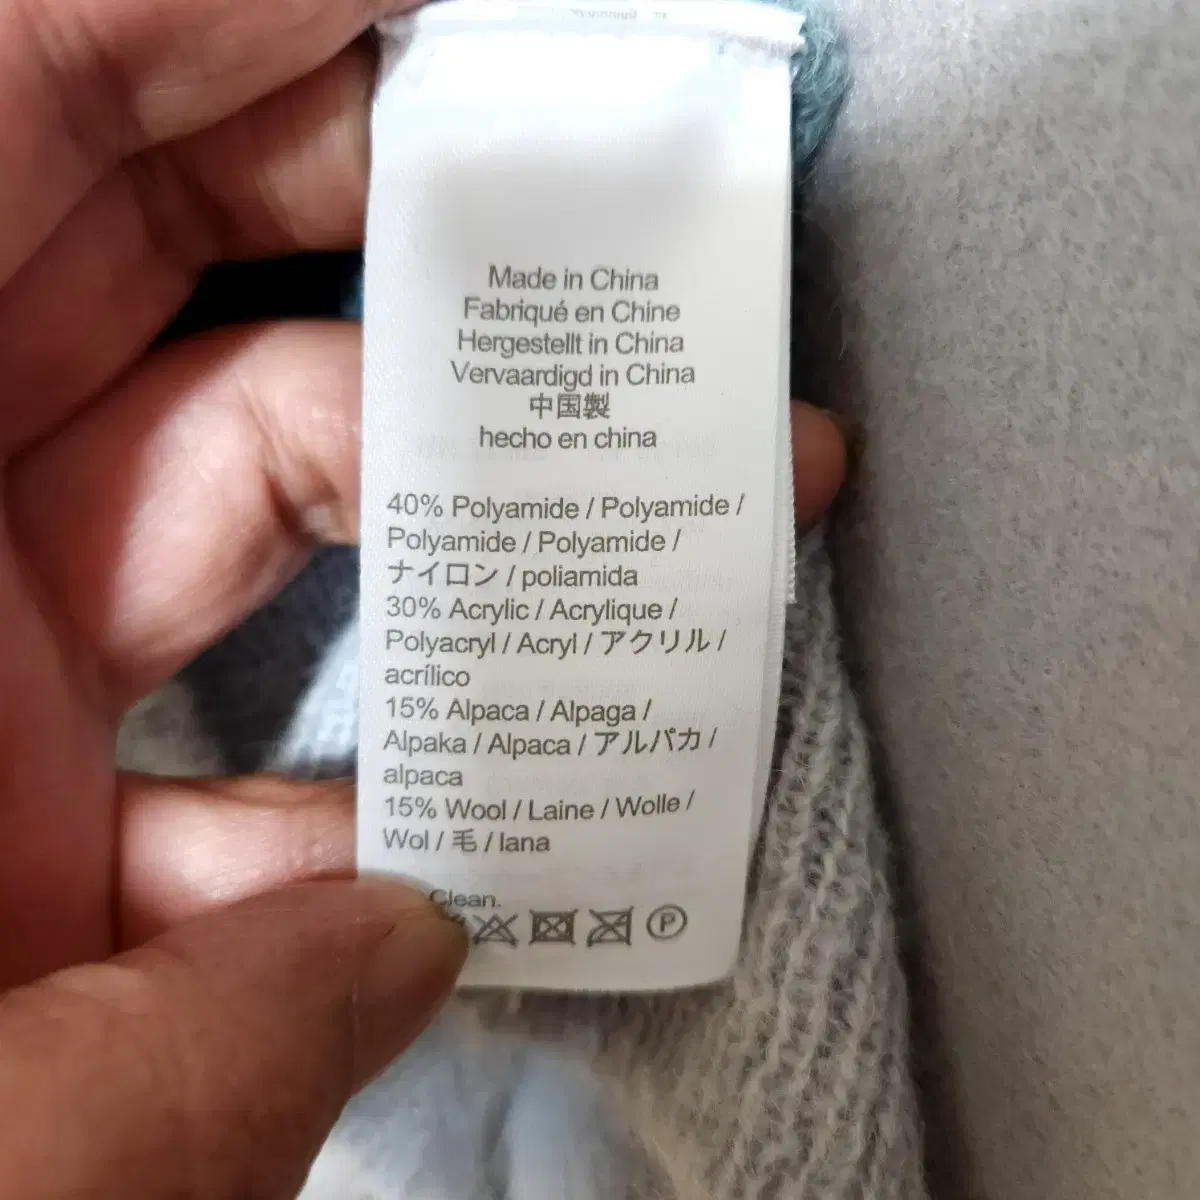 Made in China
Fabriqué en Chine
Hergestellt in China
Vervaardigd in China
中国製
hecho en china
40% Polyamide / Polyamide /
Polyamide / Polyamide /
ナイロン / poliamida
30% Acrylic / Acrylique /
Polyacryl / Acryl / アクリル /
acrílico
15% Alpaca / Alpaga /
Alpaka / Alpaca / アルパカ /
alpaca
15% Wool / Laine / Wolle /
Wol / 毛 / lana
Clean.
P